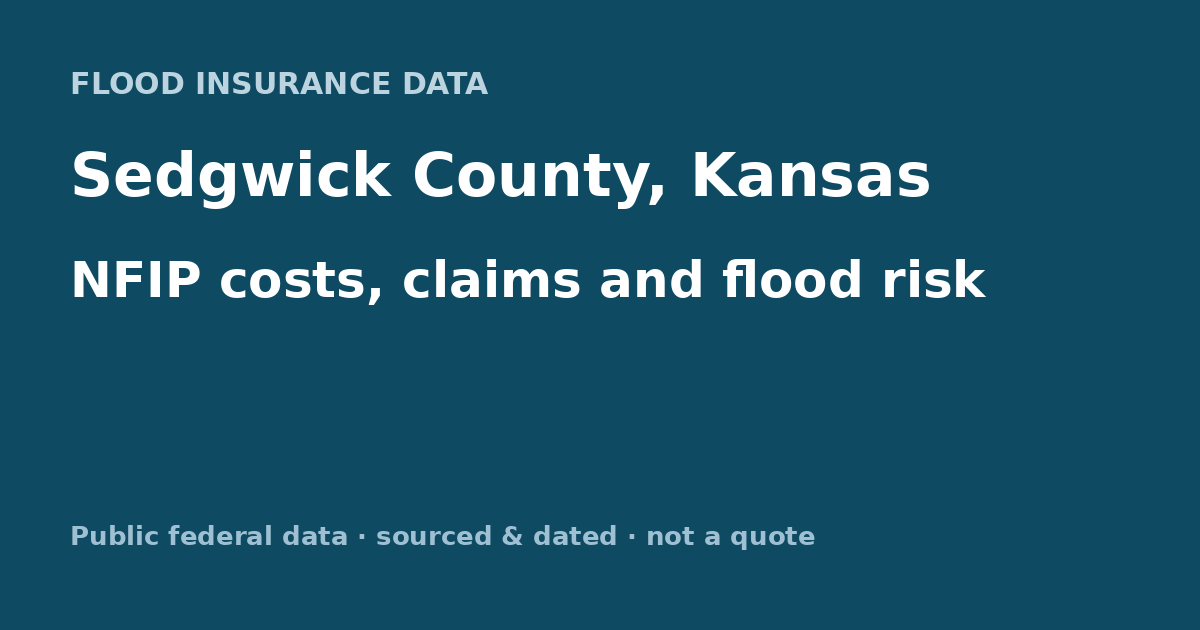 FLOOD INSURANCE DATA
Sedgwick County, Kansas
NFIP costs, claims and flood risk
Public federal data · sourced & dated · not a quote